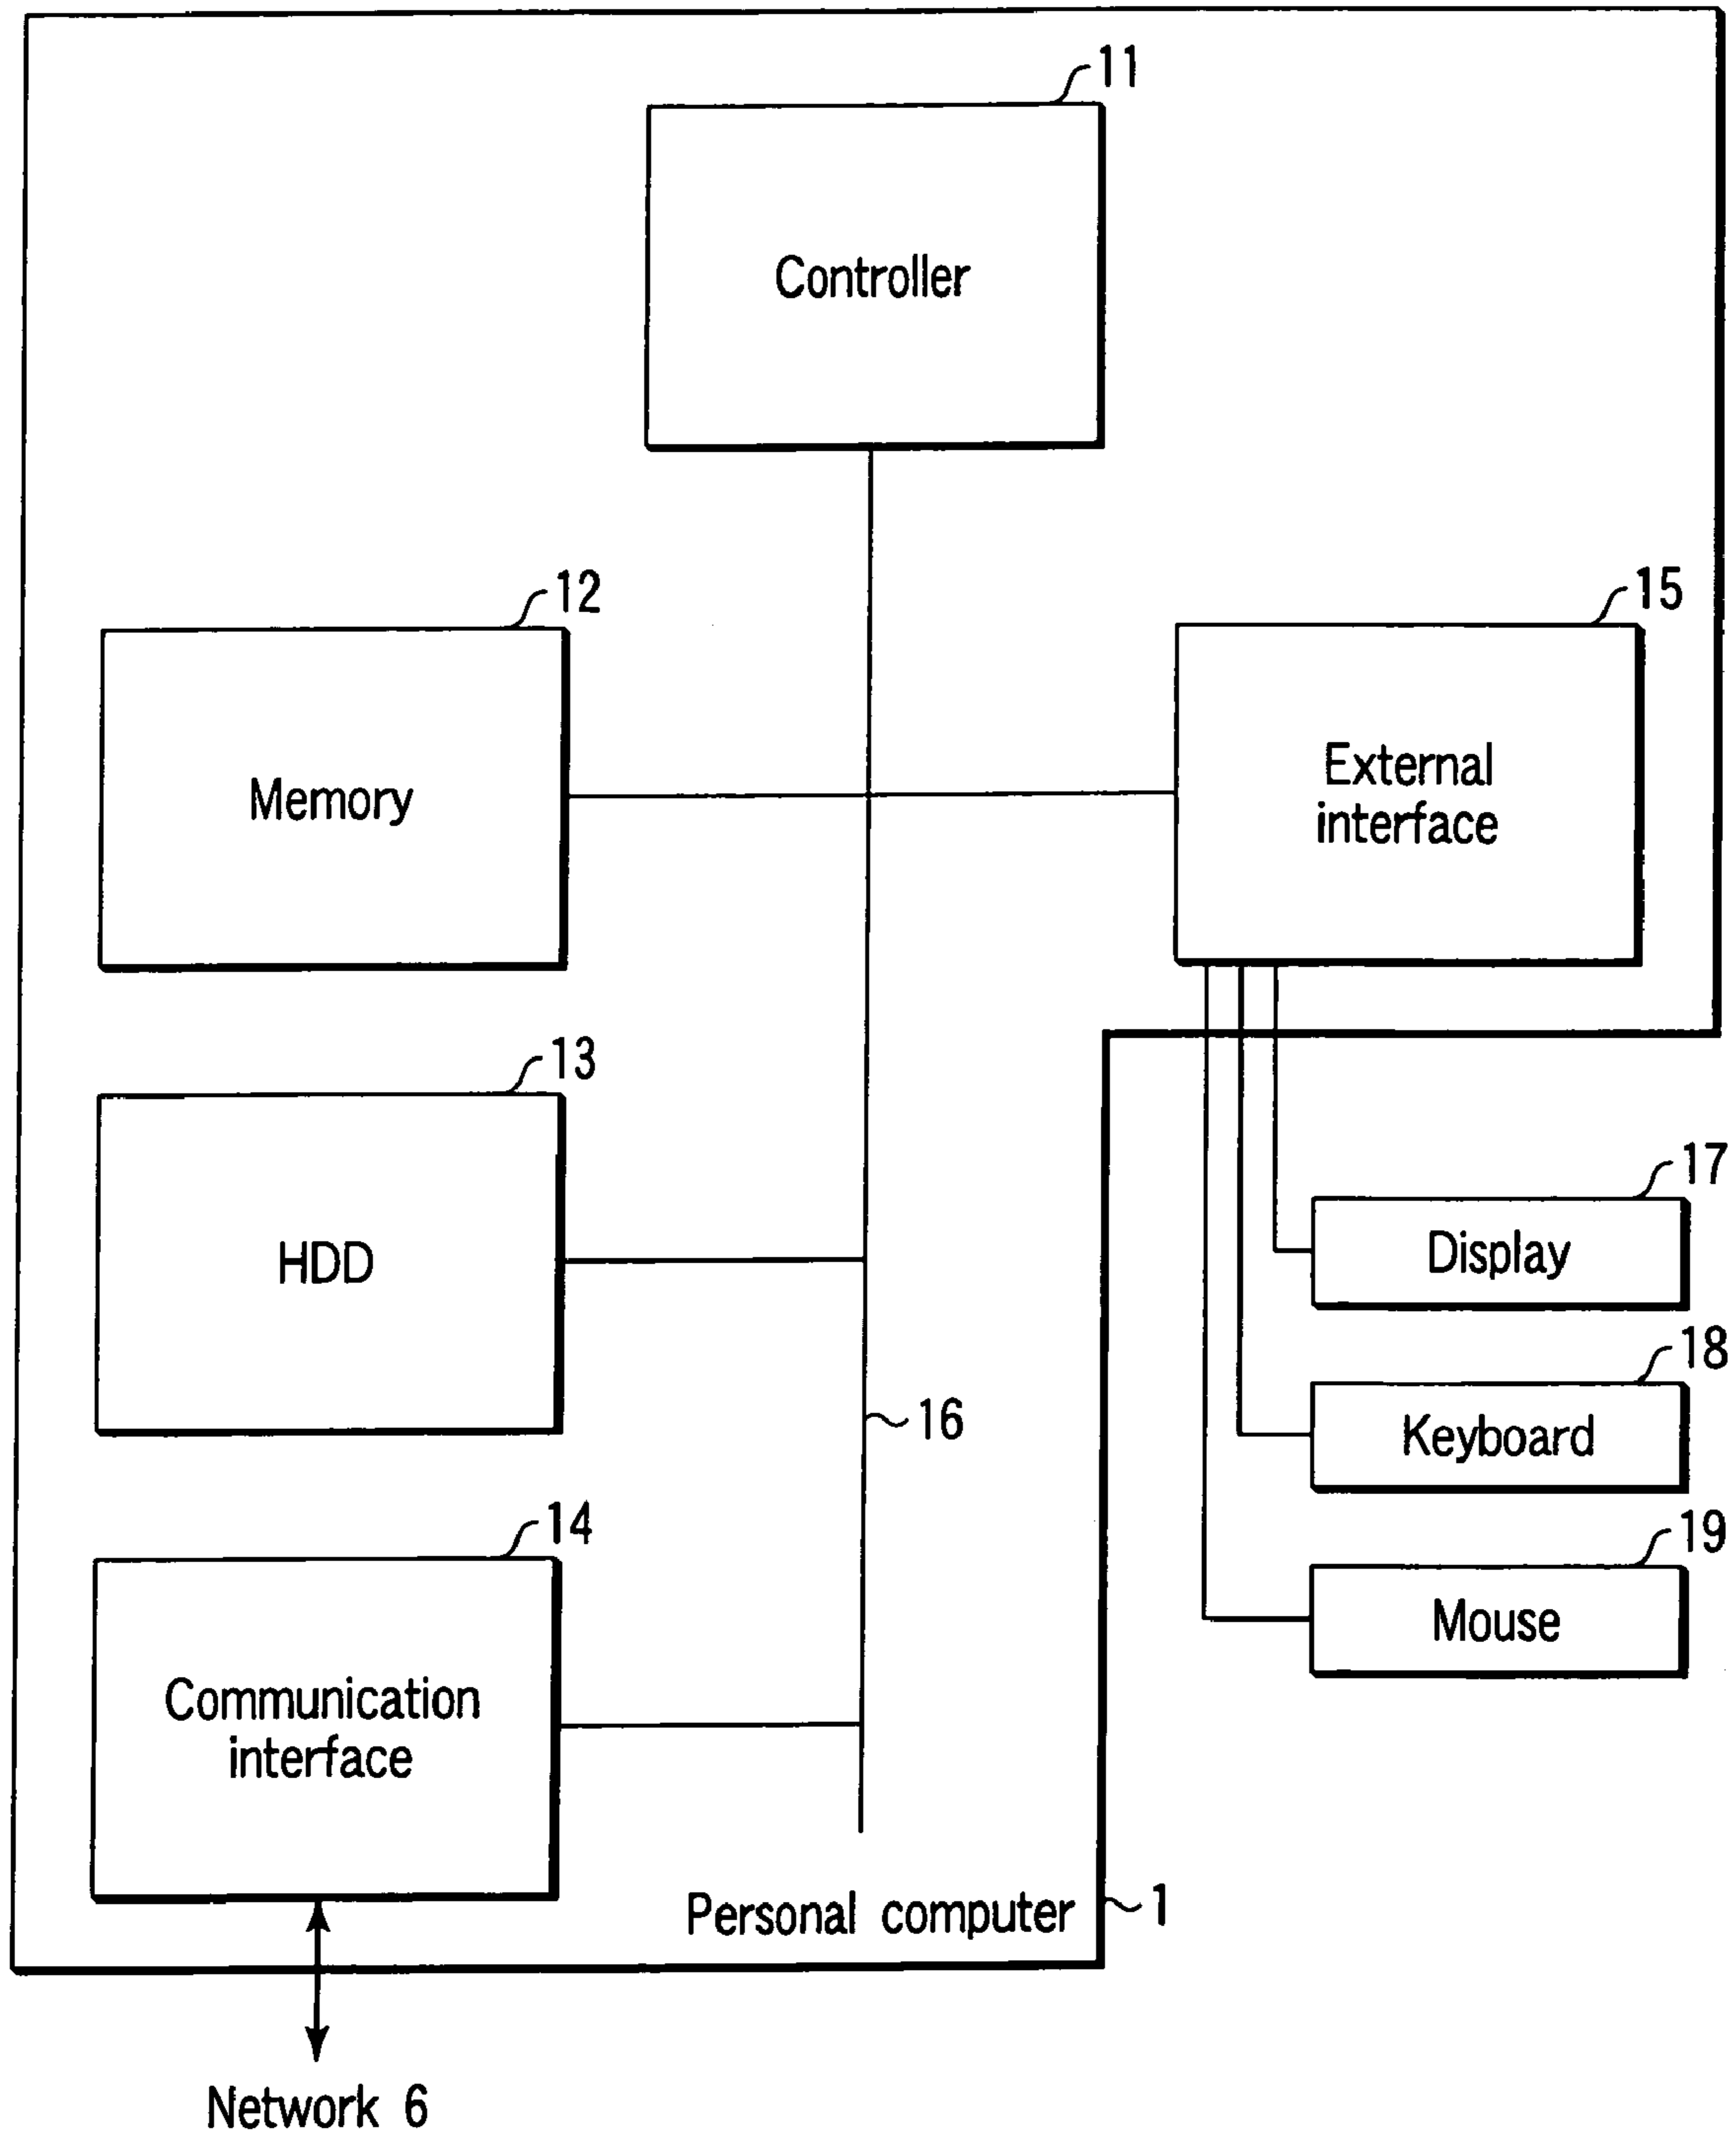 11
Controller
12
15
Memory
External
interface
13
HDD
17
Display
18
Keyboard
16
14
19
Mouse
Communication
interface
Personal computer
1
Network 6